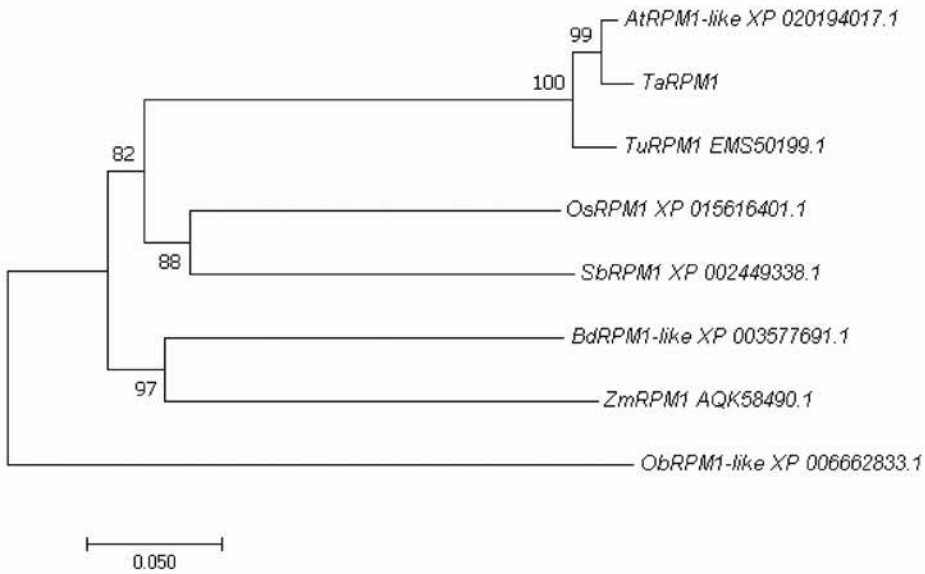 AtRPM1-like XP 020194017.1
99
TaRPM1
100
TuRPM1 EMS50199.1
82
OsRPM1 XP 015616401.1
88
SbRPM1 XP 002449338.1
BdRPM1-like XP 003577691.1
97
ZmRPM1 AQK58490.1
ObRPM1-like XP 006662833.1
0.050